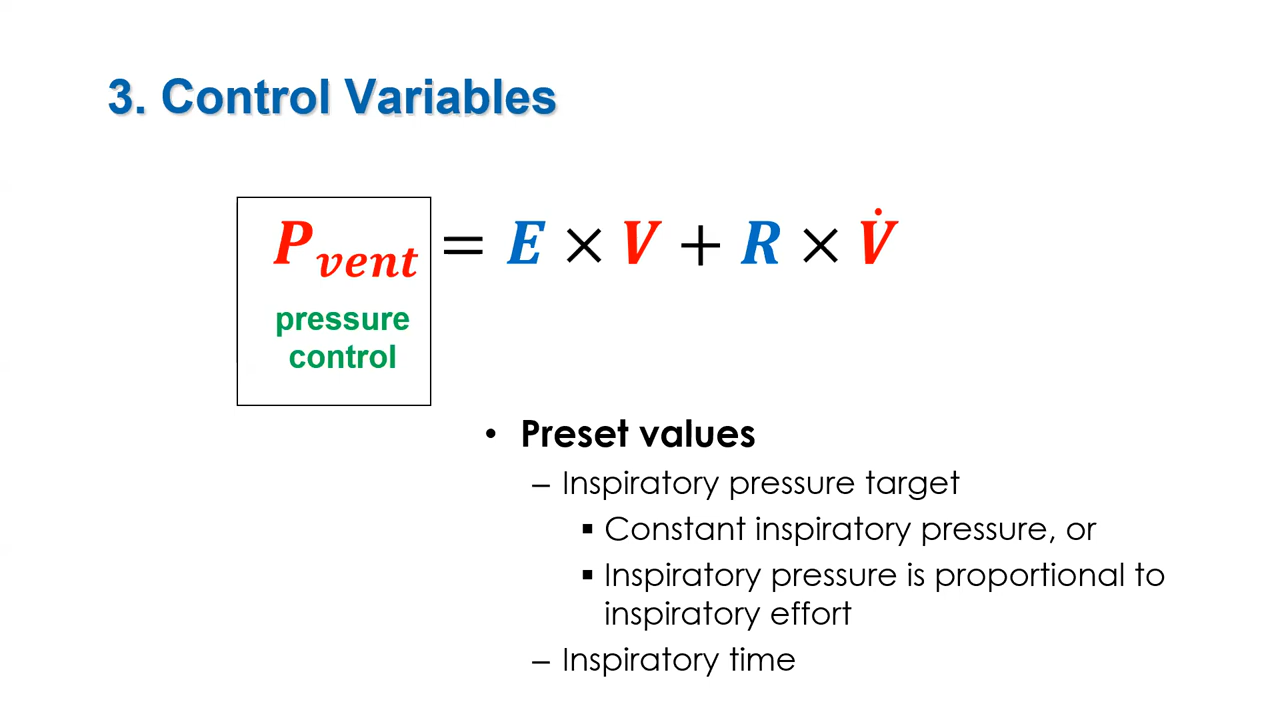 3. Control Variables
P_vent = E × V + R × V̇
pressure
control
• Preset values
– Inspiratory pressure target
▪ Constant inspiratory pressure, or
▪ Inspiratory pressure is proportional to
inspiratory effort
– Inspiratory time